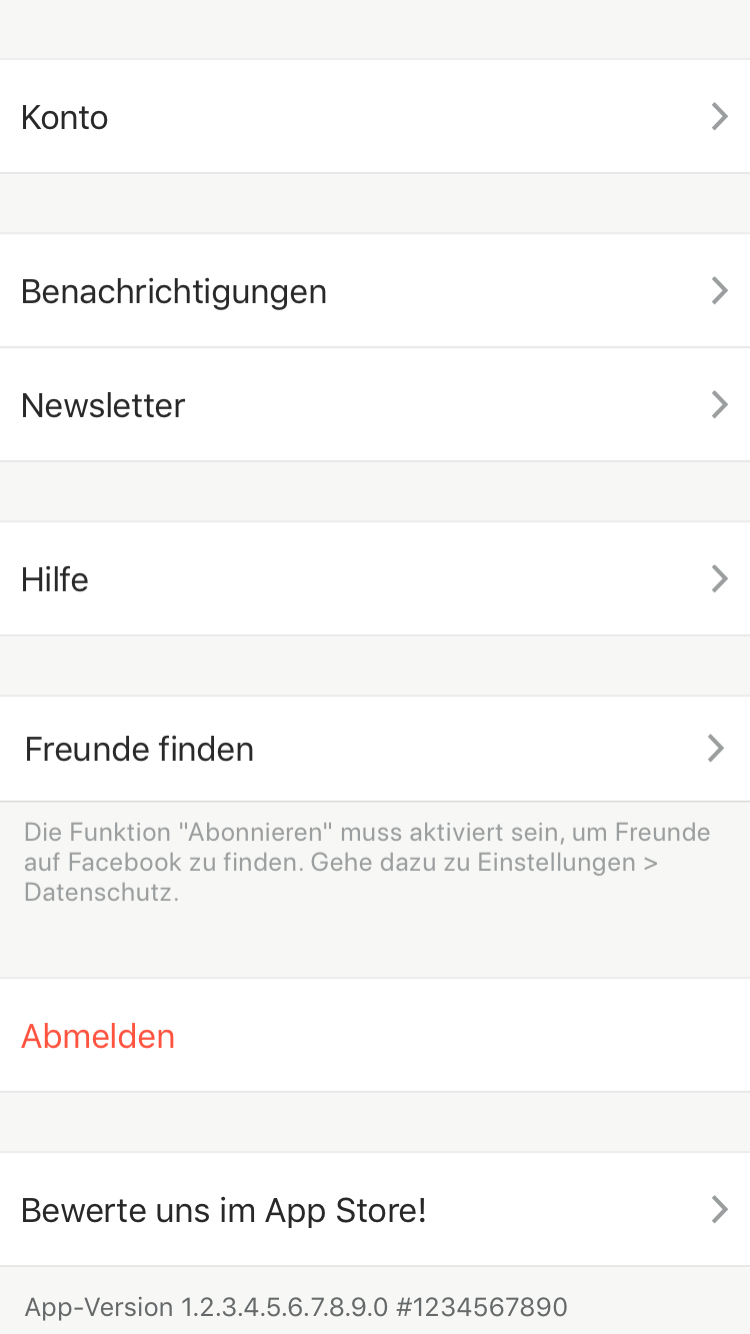 Konto
Benachrichtigungen
Newsletter
Hilfe
Freunde finden
Die Funktion "Abonnieren" muss aktiviert sein, um Freunde
auf Facebook zu finden. Gehe dazu zu Einstellungen >
Datenschutz.
Abmelden
Bewerte uns im App Store!
App-Version 1.2.3.4.5.6.7.8.9.0 #1234567890